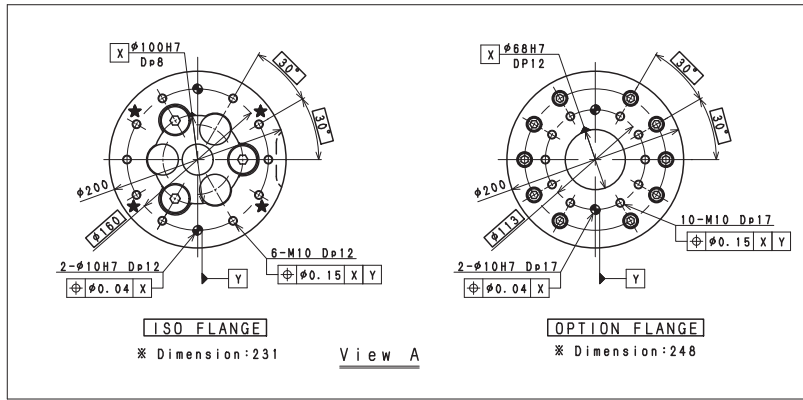 X
φ100H7
Dp8
30°
30°
φ200
φ160
2-φ10H7 Dp12
⌖ φ0.04 X
6-M10 Dp12
⌖ φ0.15 X Y
Y
ISO FLANGE
※ Dimension:231
View A
X
φ68H7
DP12
30°
30°
φ200
φ113
2-φ10H7 Dp17
⌖ φ0.04 X
10-M10 Dp17
⌖ φ0.15 X Y
Y
OPTION FLANGE
※ Dimension:248